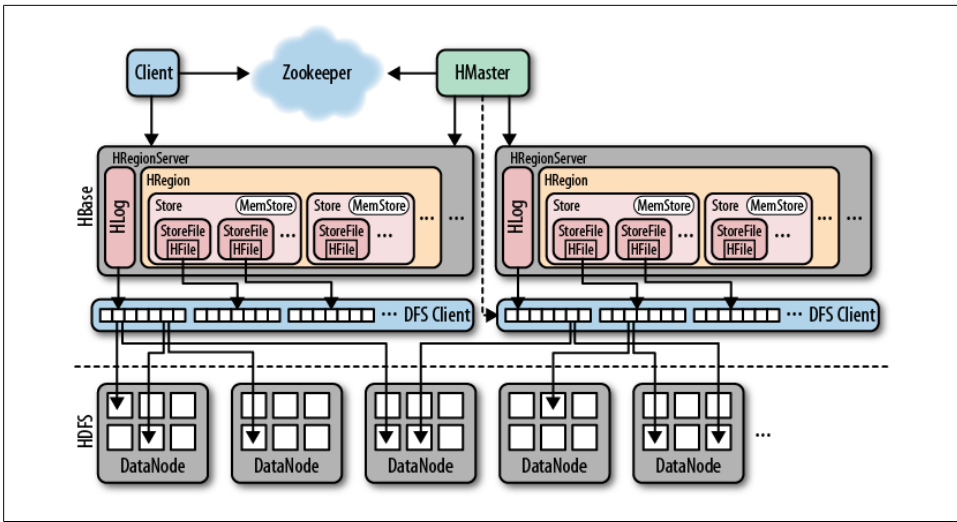 Client
Zookeeper
HMaster
HBase
HRegionServer
HLog
HRegion
Store
MemStore
StoreFile
HFile
StoreFile
HFile
...
Store
MemStore
StoreFile
HFile
...
...
...
HRegionServer
HLog
HRegion
Store
MemStore
StoreFile
HFile
StoreFile
HFile
...
Store
MemStore
StoreFile
HFile
...
...
...
... DFS Client
... DFS Client
HDFS
DataNode
DataNode
DataNode
DataNode
DataNode
...